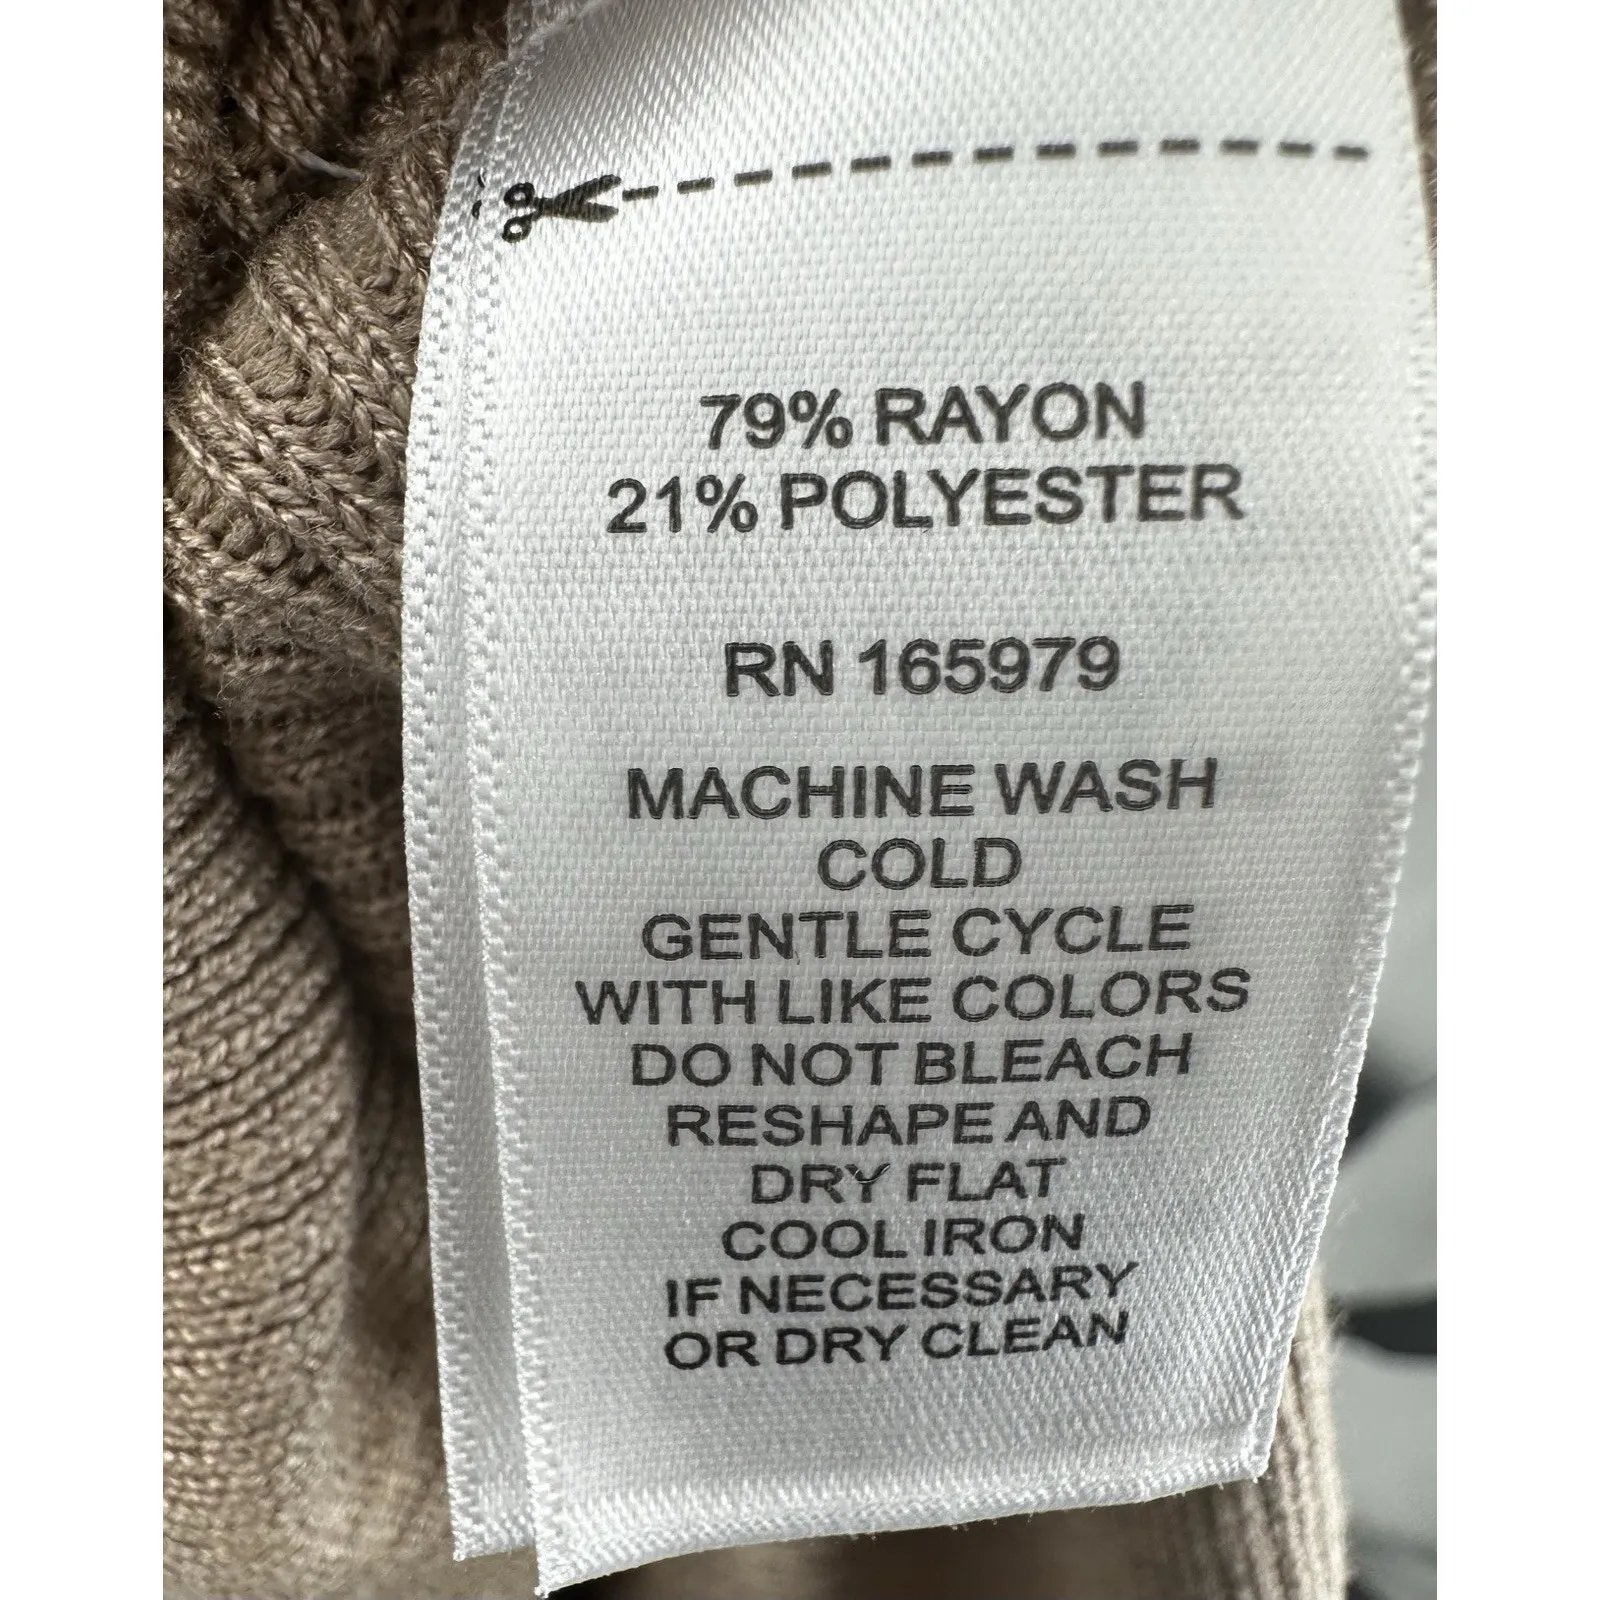 79% RAYON
21% POLYESTER
RN 165979
MACHINE WASH
COLD
GENTLE CYCLE
WITH LIKE COLORS
DO NOT BLEACH
RESHAPE AND
DRY FLAT
COOL IRON
IF NECESSARY
OR DRY CLEAN